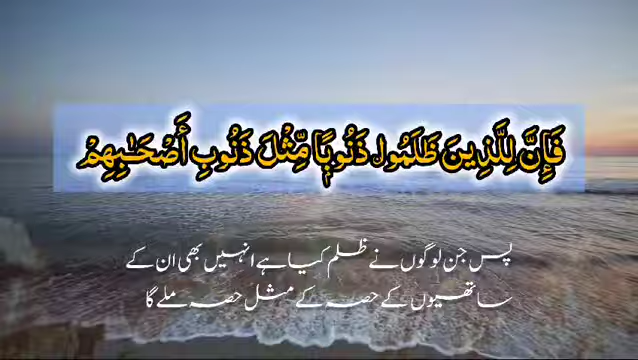 فَإِنَّ لِلَّذِينَ ظَلَمُوا۟ ذَنُوبًا مِّثْلَ ذَنُوبِ أَصْحَـٰبِهِمْ
پس جن لوگوں نے ظلم کیا ہے انہیں بھی ان کے
ساتھیوں کے حصہ کے مثل حصہ ملے گا